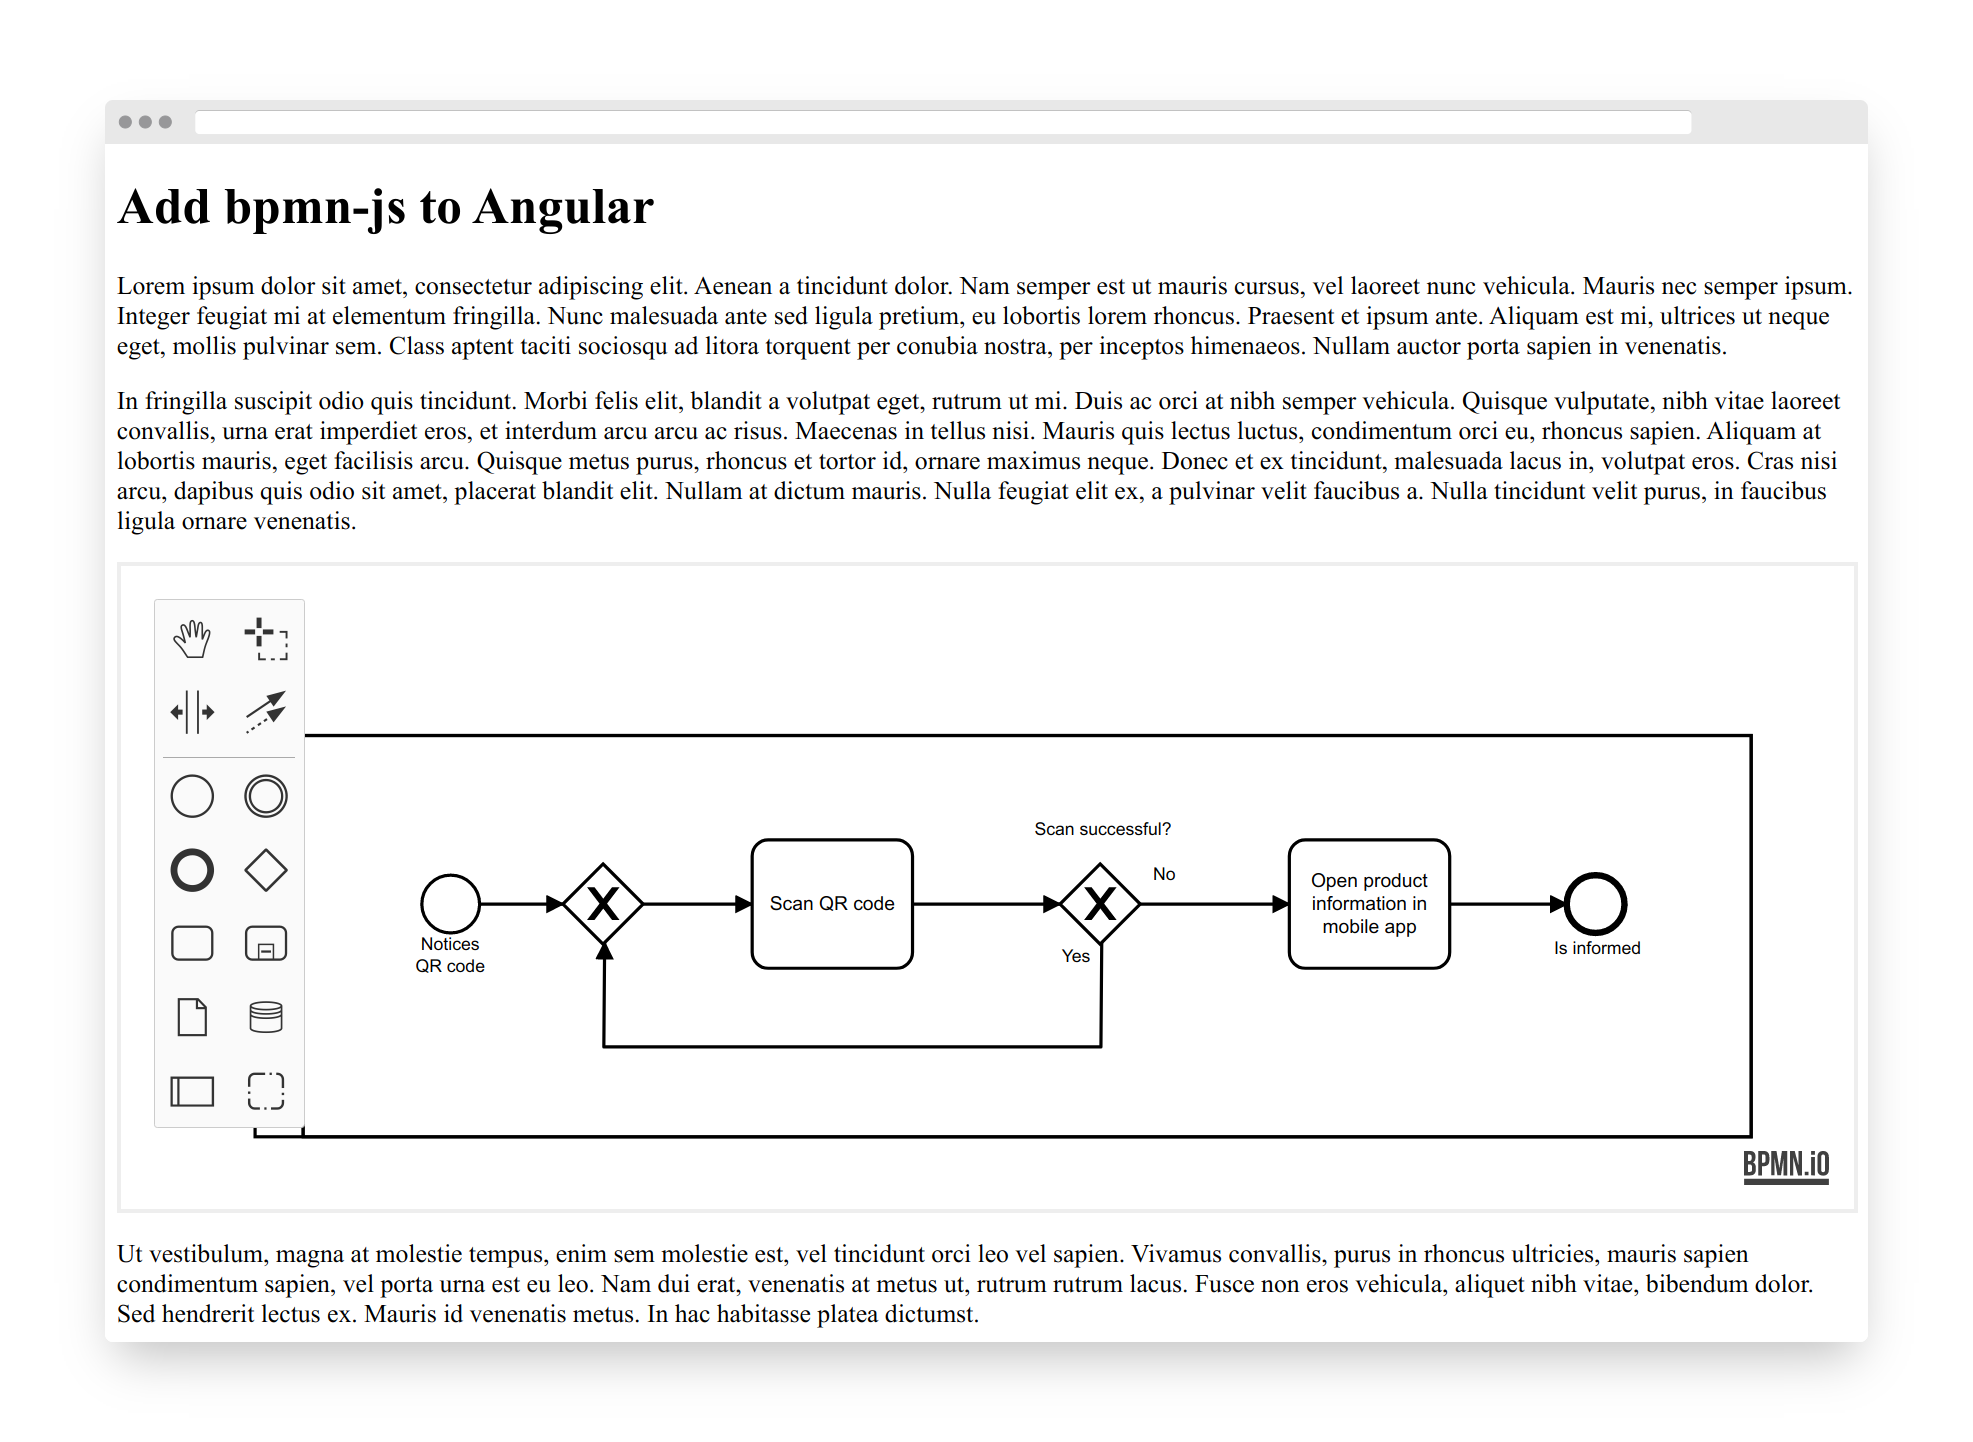 Add bpmn-js to Angular
Lorem ipsum dolor sit amet, consectetur adipiscing elit. Aenean a tincidunt dolor. Nam semper est ut mauris cursus, vel laoreet nunc vehicula. Mauris nec semper ipsum.
Integer feugiat mi at elementum fringilla. Nunc malesuada ante sed ligula pretium, eu lobortis lorem rhoncus. Praesent et ipsum ante. Aliquam est mi, ultrices ut neque
eget, mollis pulvinar sem. Class aptent taciti sociosqu ad litora torquent per conubia nostra, per inceptos himenaeos. Nullam auctor porta sapien in venenatis.
In fringilla suscipit odio quis tincidunt. Morbi felis elit, blandit a volutpat eget, rutrum ut mi. Duis ac orci at nibh semper vehicula. Quisque vulputate, nibh vitae laoreet
convallis, urna erat imperdiet eros, et interdum arcu arcu ac risus. Maecenas in tellus nisi. Mauris quis lectus luctus, condimentum orci eu, rhoncus sapien. Aliquam at
lobortis mauris, eget facilisis arcu. Quisque metus purus, rhoncus et tortor id, ornare maximus neque. Donec et ex tincidunt, malesuada lacus in, volutpat eros. Cras nisi
arcu, dapibus quis odio sit amet, placerat blandit elit. Nullam at dictum mauris. Nulla feugiat elit ex, a pulvinar velit faucibus a. Nulla tincidunt velit purus, in faucibus
ligula ornare venenatis.
Notices
QR code
Scan QR code
Scan successful?
No
Yes
Open product
information in
mobile app
Is informed
BPMN.iO
Ut vestibulum, magna at molestie tempus, enim sem molestie est, vel tincidunt orci leo vel sapien. Vivamus convallis, purus in rhoncus ultricies, mauris sapien
condimentum sapien, vel porta urna est eu leo. Nam dui erat, venenatis at metus ut, rutrum rutrum lacus. Fusce non eros vehicula, aliquet nibh vitae, bibendum dolor.
Sed hendrerit lectus ex. Mauris id venenatis metus. In hac habitasse platea dictumst.